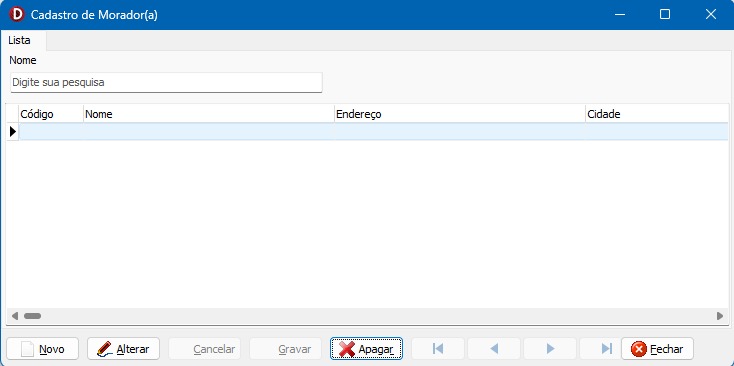 D Cadastro de Morador(a)
Lista
Nome
Digite sua pesquisa
Código Nome Endereço Cidade
Novo Alterar Cancelar Gravar Apagar Fechar